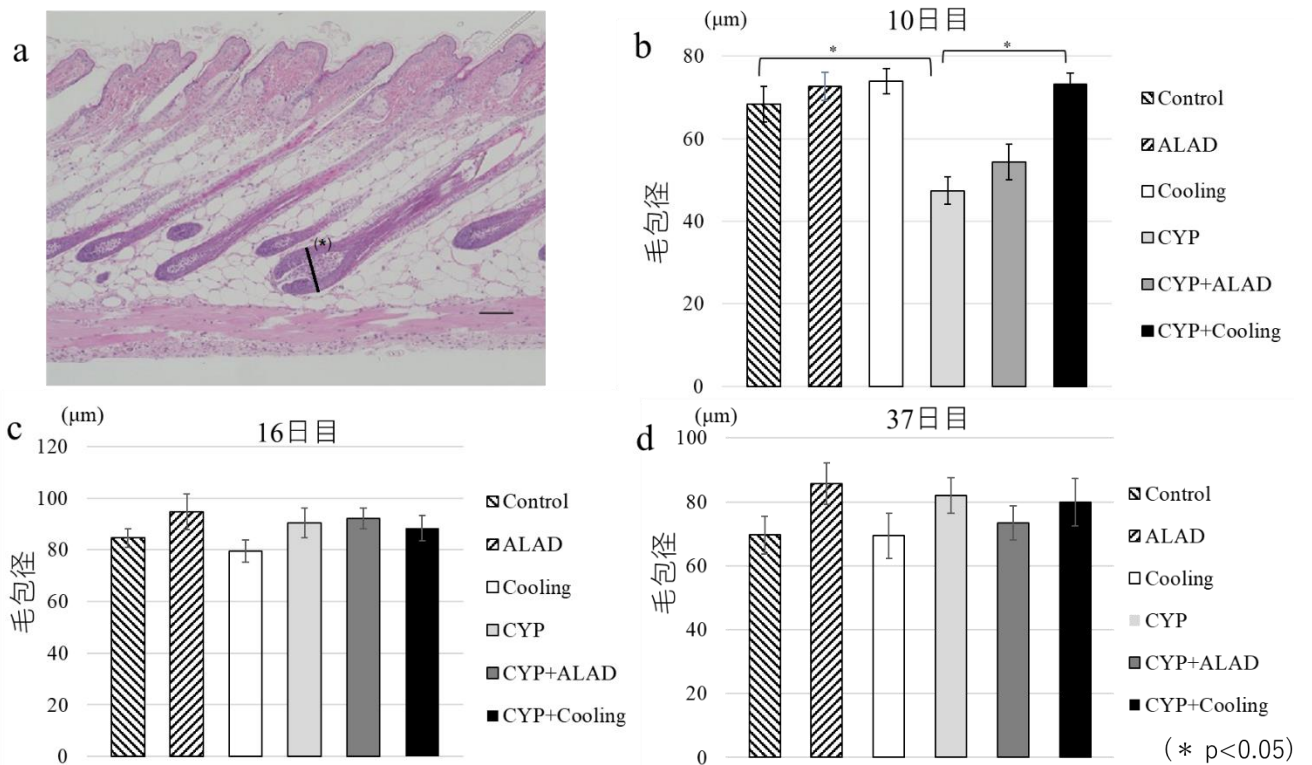 a
(*)
b
(μm)
10日目
*
*
80
60
40
20
0
毛包径
Control
ALAD
Cooling
CYP
CYP+ALAD
CYP+Cooling
c
(μm)
16日目
120
100
80
60
40
20
0
毛包径
Control
ALAD
Cooling
CYP
CYP+ALAD
CYP+Cooling
d
(μm)
37日目
100
80
60
40
20
0
毛包径
Control
ALAD
Cooling
CYP
CYP+ALAD
CYP+Cooling
(* p<0.05)